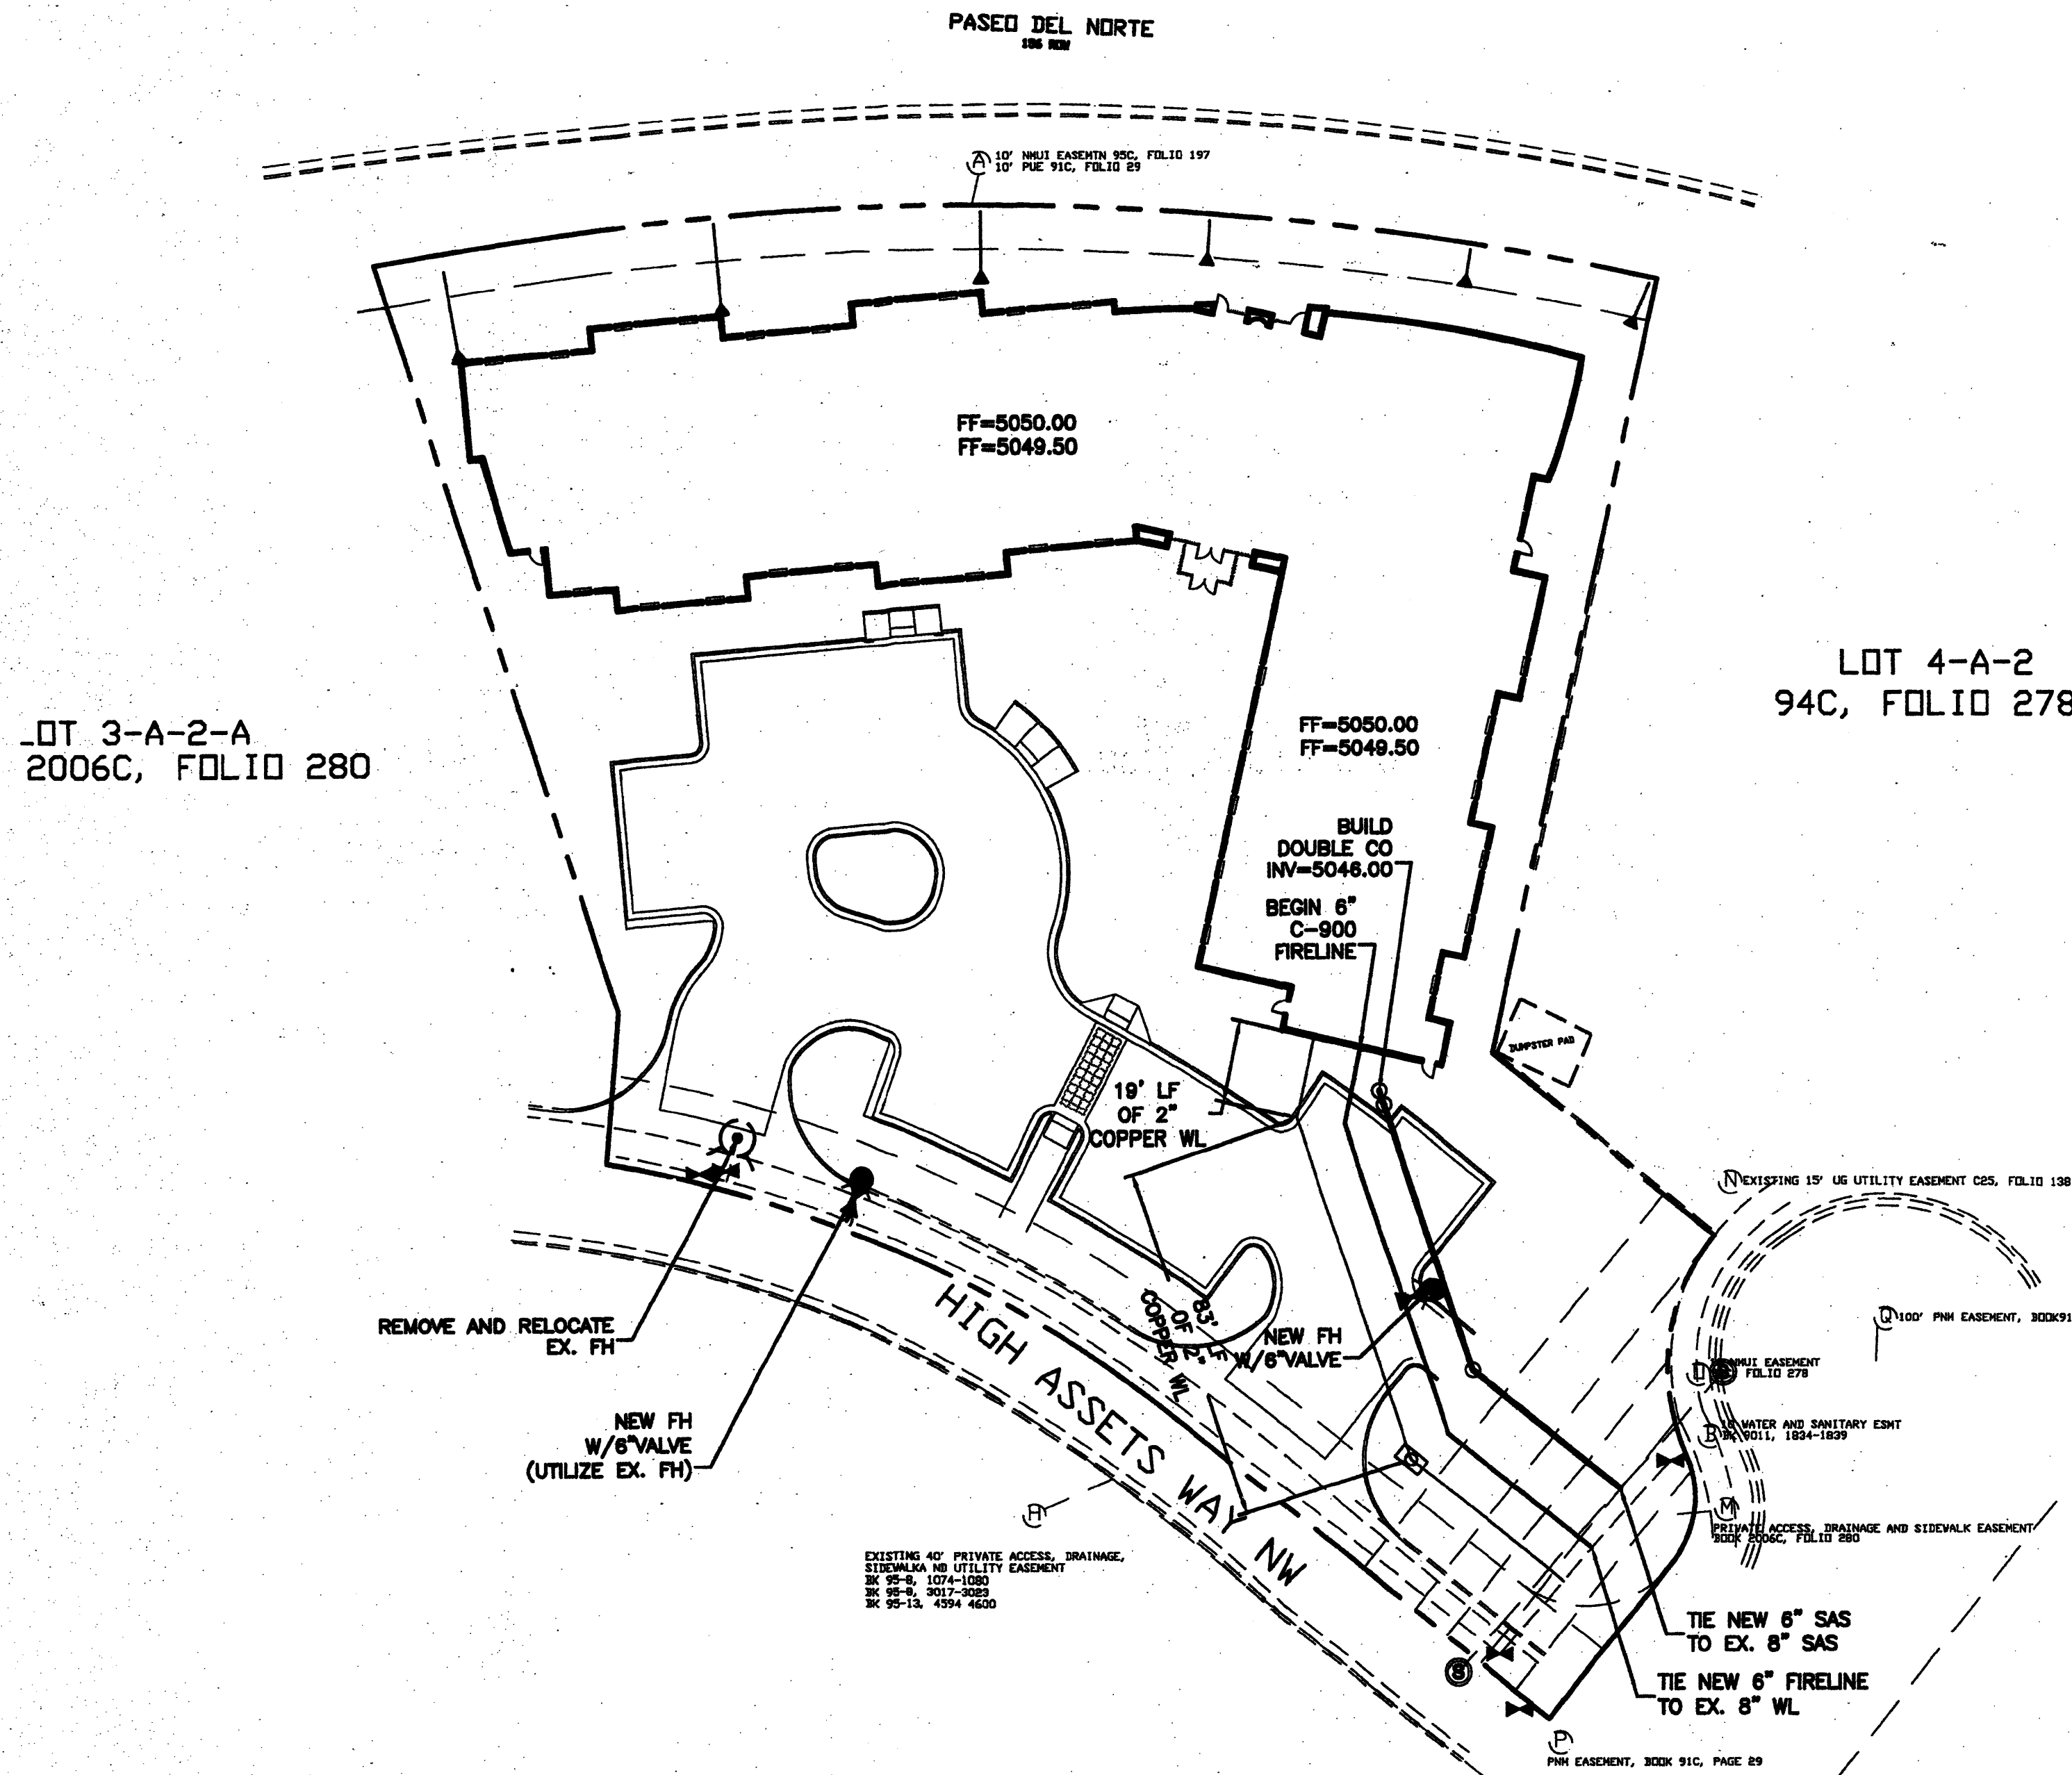 PASEO DEL NORTE
A
10' NMUI EASEMTN 95C, FOLIO 197
10' PUE 91C, FOLIO 29
FF=5050.00
FF=5049.50
LOT 4-A-2
94C, FOLIO 278
OT 3-A-2-A
2006C, FOLIO 280
FF=5050.00
FF=5049.50
BUILD
DOUBLE CO
INV=5046.00
BEGIN 6"
C-900
FIRELINE
DUMPSTER PAD
19' LF
OF 2"
COPPER WL
N
EXISTING 15' UG UTILITY EASEMENT C25, FOLIO 138
REMOVE AND RELOCATE
EX. FH
HIGH ASSETS WAY NW
83' LF
OF 2"
COPPER WL
NEW FH
W/6"VALVE
Q
100' PNM EASEMENT, BOOK91
NMUI EASEMENT
FOLIO 278
NEW FH
W/6"VALVE
(UTILIZE EX. FH)
B
WATER AND SANITARY ESMT
BK 9011, 1834-1839
H
M
PRIVATE ACCESS, DRAINAGE AND SIDEWALK EASEMENT
BOOK 2006C, FOLIO 280
EXISTING 40' PRIVATE ACCESS, DRAINAGE,
SIDEWALKA ND UTILITY EASEMENT
BK 95-8, 1074-1080
BK 95-8, 3017-3023
BK 95-13, 4594 4600
TIE NEW 6" SAS
TO EX. 8" SAS
S
TIE NEW 6" FIRELINE
TO EX. 8" WL
P
PNM EASEMENT, BOOK 91C, PAGE 29